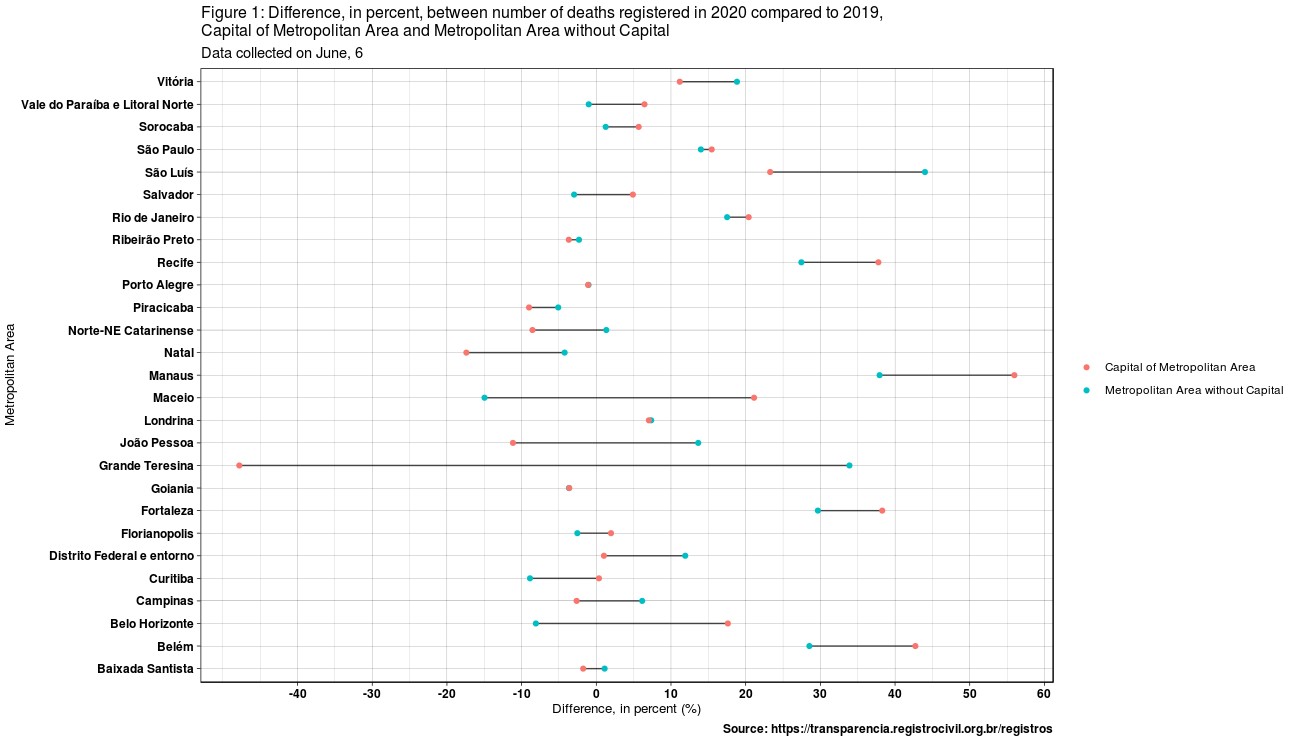 Figure 1: Difference, in percent, between number of deaths registered in 2020 compared to 2019,
Capital of Metropolitan Area and Metropolitan Area without Capital
Data collected on June, 6
Metropolitan Area
Vitória
Vale do Paraíba e Litoral Norte
Sorocaba
São Paulo
São Luís
Salvador
Rio de Janeiro
Ribeirão Preto
Recife
Porto Alegre
Piracicaba
Norte-NE Catarinense
Natal
Manaus
Maceio
Londrina
João Pessoa
Grande Teresina
Goiania
Fortaleza
Florianopolis
Distrito Federal e entorno
Curitiba
Campinas
Belo Horizonte
Belém
Baixada Santista
-40 -30 -20 -10 0 10 20 30 40 50 60
Difference, in percent (%)
Capital of Metropolitan Area
Metropolitan Area without Capital
Source: https://transparencia.registrocivil.org.br/registros